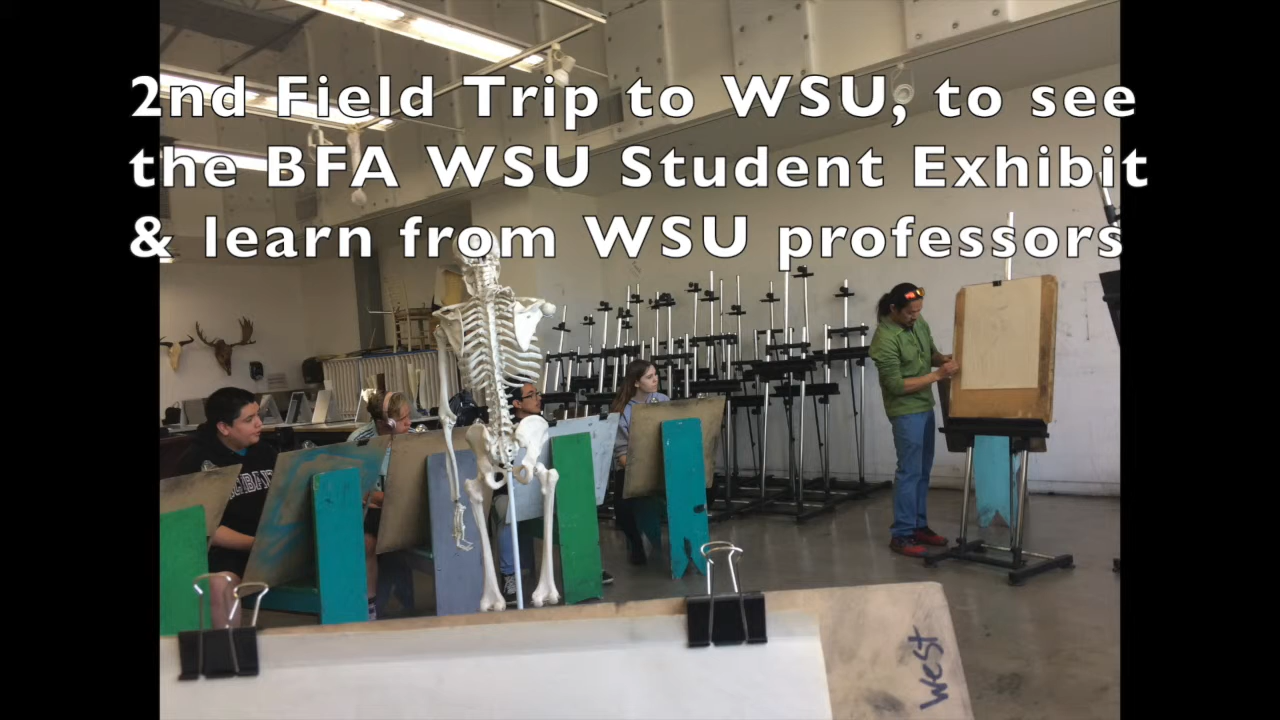 2nd Field Trip to WSU, to see
the BFA WSU Student Exhibit
& learn from WSU professors
West